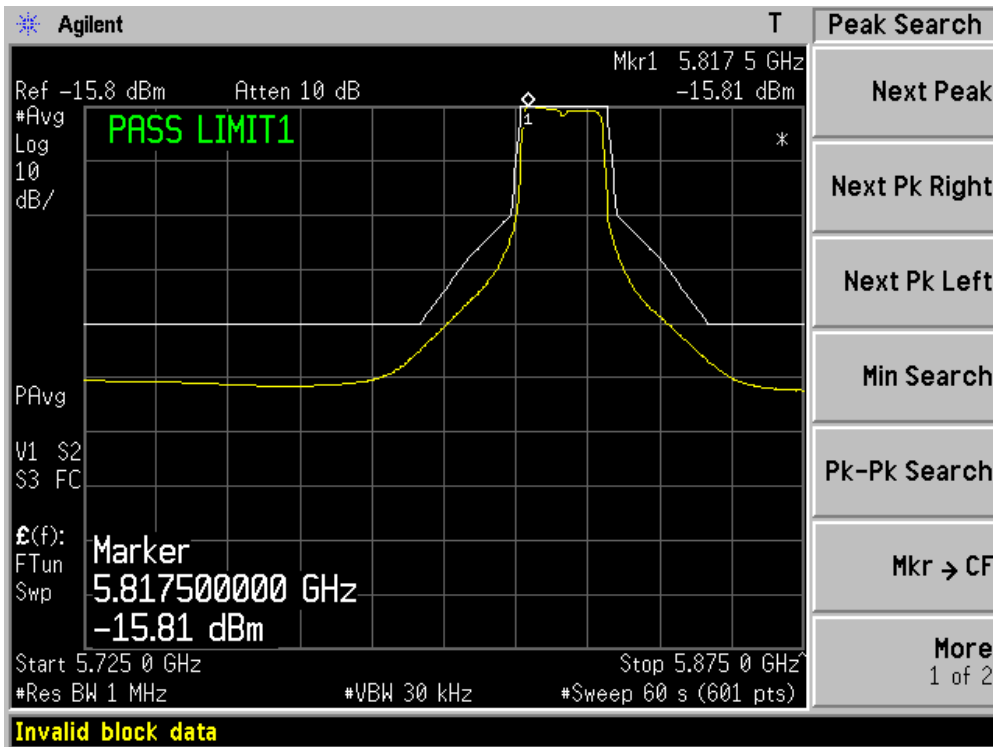 Agilent
T
Peak Search
Mkr1 5.817 5 GHz
Ref -15.8 dBm Atten 10 dB -15.81 dBm
#Avg
Log
10
dB/
PASS LIMIT1
1
*
PAvg
V1 S2
S3 FC
£(f):
FTun
Swp
Marker
5.817500000 GHz
-15.81 dBm
Start 5.725 0 GHz Stop 5.875 0 GHz^
#Res BW 1 MHz #VBW 30 kHz #Sweep 60 s (601 pts)
Invalid block data
Next Peak
Next Pk Right
Next Pk Left
Min Search
Pk-Pk Search
Mkr → CF
More
1 of 2